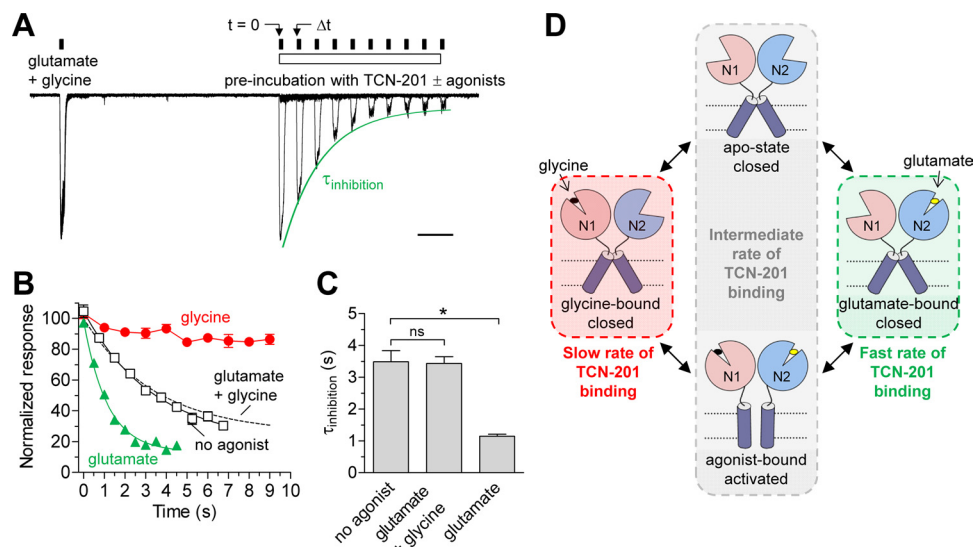 A
t = 0
Δt
glutamate
+ glycine
pre-incubation with TCN-201 ± agonists
τinhibition
B
Normalized response
100
80
60
40
20
0
glycine
glutamate
+ glycine
no agonist
glutamate
0 1 2 3 4 5 6 7 8 9 10
Time (s)
C
τinhibition (s)
5
4
3
2
1
0
*
ns
no agonist
glutamate
glycine
glutamate
D
N1 N2
apo-state
closed
glycine
N1 N2
glycine-bound
closed
Slow rate of
TCN-201
binding
Intermediate
rate of
TCN-201
binding
glutamate
N1 N2
glutamate-bound
closed
Fast rate of
TCN-201
binding
N1 N2
agonist-bound
activated